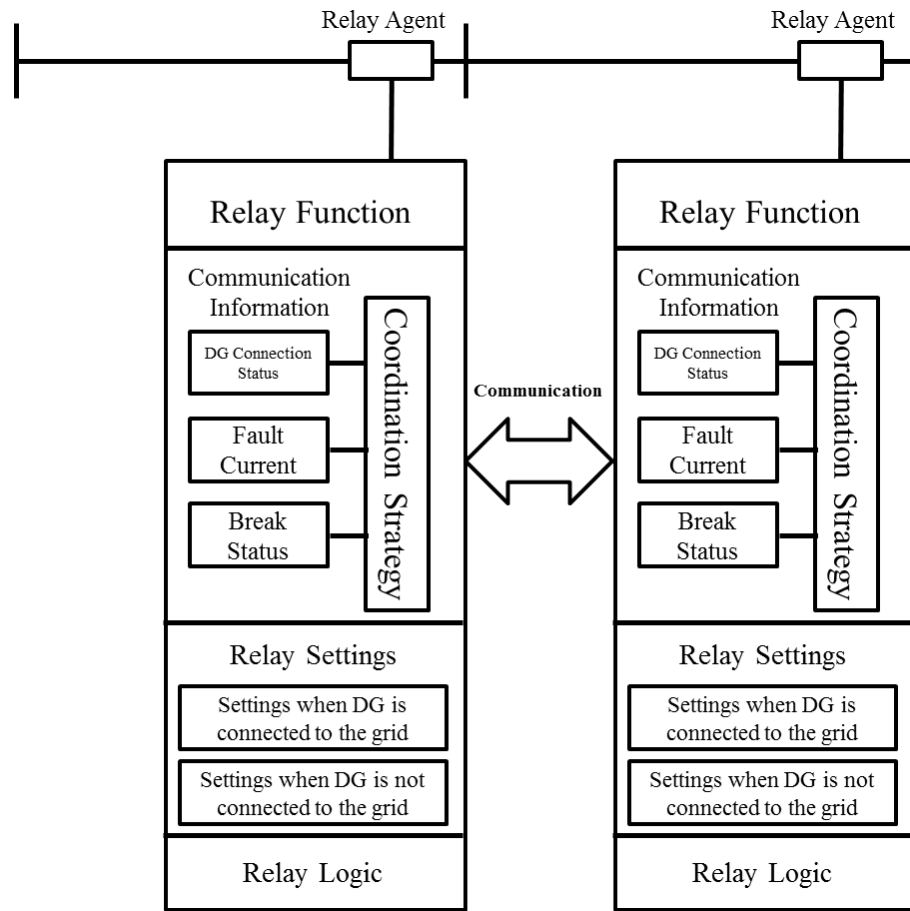 Relay Agent
Relay Function
Communication
Information
DG Connection
Status
Fault
Current
Break
Status
Coordination Strategy
Relay Settings
Settings when DG is
connected to the grid
Settings when DG is not
connected to the grid
Relay Logic
Communication
Relay Agent
Relay Function
Communication
Information
DG Connection
Status
Fault
Current
Break
Status
Coordination Strategy
Relay Settings
Settings when DG is
connected to the grid
Settings when DG is not
connected to the grid
Relay Logic